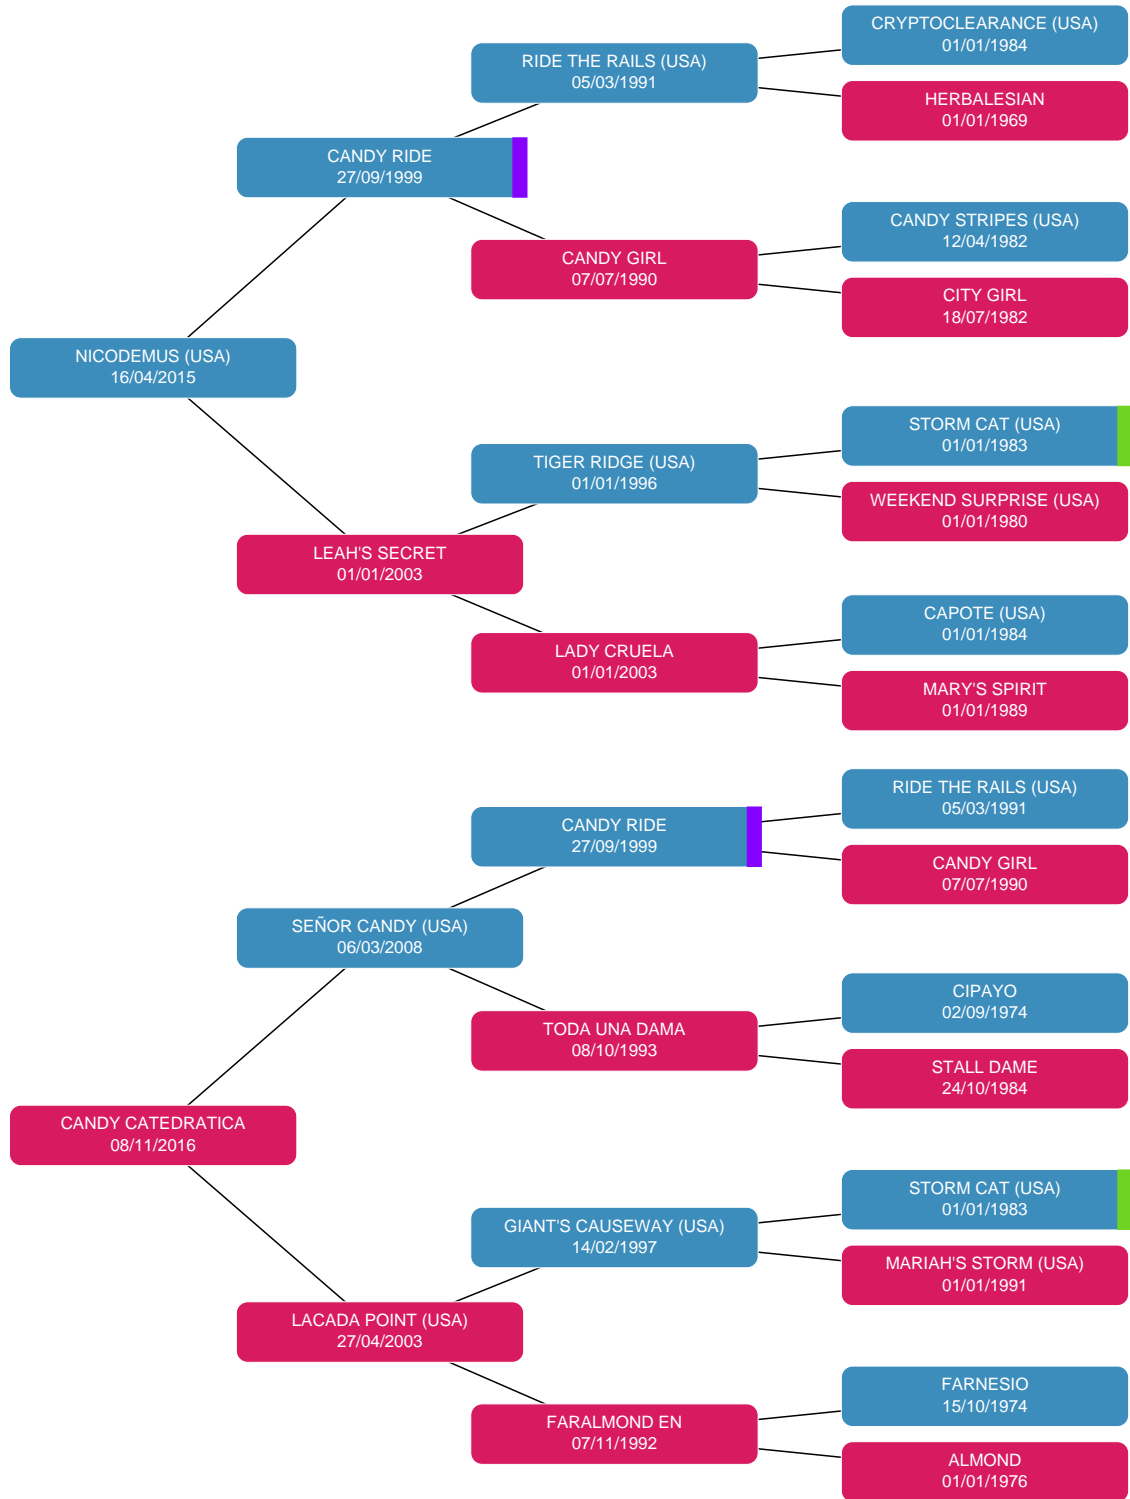 CRYPTOCLEARANCE (USA)
01/01/1984
RIDE THE RAILS (USA)
05/03/1991
HERBALESIAN
01/01/1969
CANDY RIDE
27/09/1999
CANDY STRIPES (USA)
12/04/1982
CANDY GIRL
07/07/1990
CITY GIRL
18/07/1982
NICODEMUS (USA)
16/04/2015
STORM CAT (USA)
01/01/1983
TIGER RIDGE (USA)
01/01/1996
WEEKEND SURPRISE (USA)
01/01/1980
LEAH'S SECRET
01/01/2003
CAPOTE (USA)
01/01/1984
LADY CRUELA
01/01/2003
MARY'S SPIRIT
01/01/1989
RIDE THE RAILS (USA)
05/03/1991
CANDY RIDE
27/09/1999
CANDY GIRL
07/07/1990
SEÑOR CANDY (USA)
06/03/2008
CIPAYO
02/09/1974
TODA UNA DAMA
08/10/1993
STALL DAME
24/10/1984
CANDY CATEDRATICA
08/11/2016
STORM CAT (USA)
01/01/1983
GIANT'S CAUSEWAY (USA)
14/02/1997
MARIAH'S STORM (USA)
01/01/1991
LACADA POINT (USA)
27/04/2003
FARNESIO
15/10/1974
FARALMOND EN
07/11/1992
ALMOND
01/01/1976